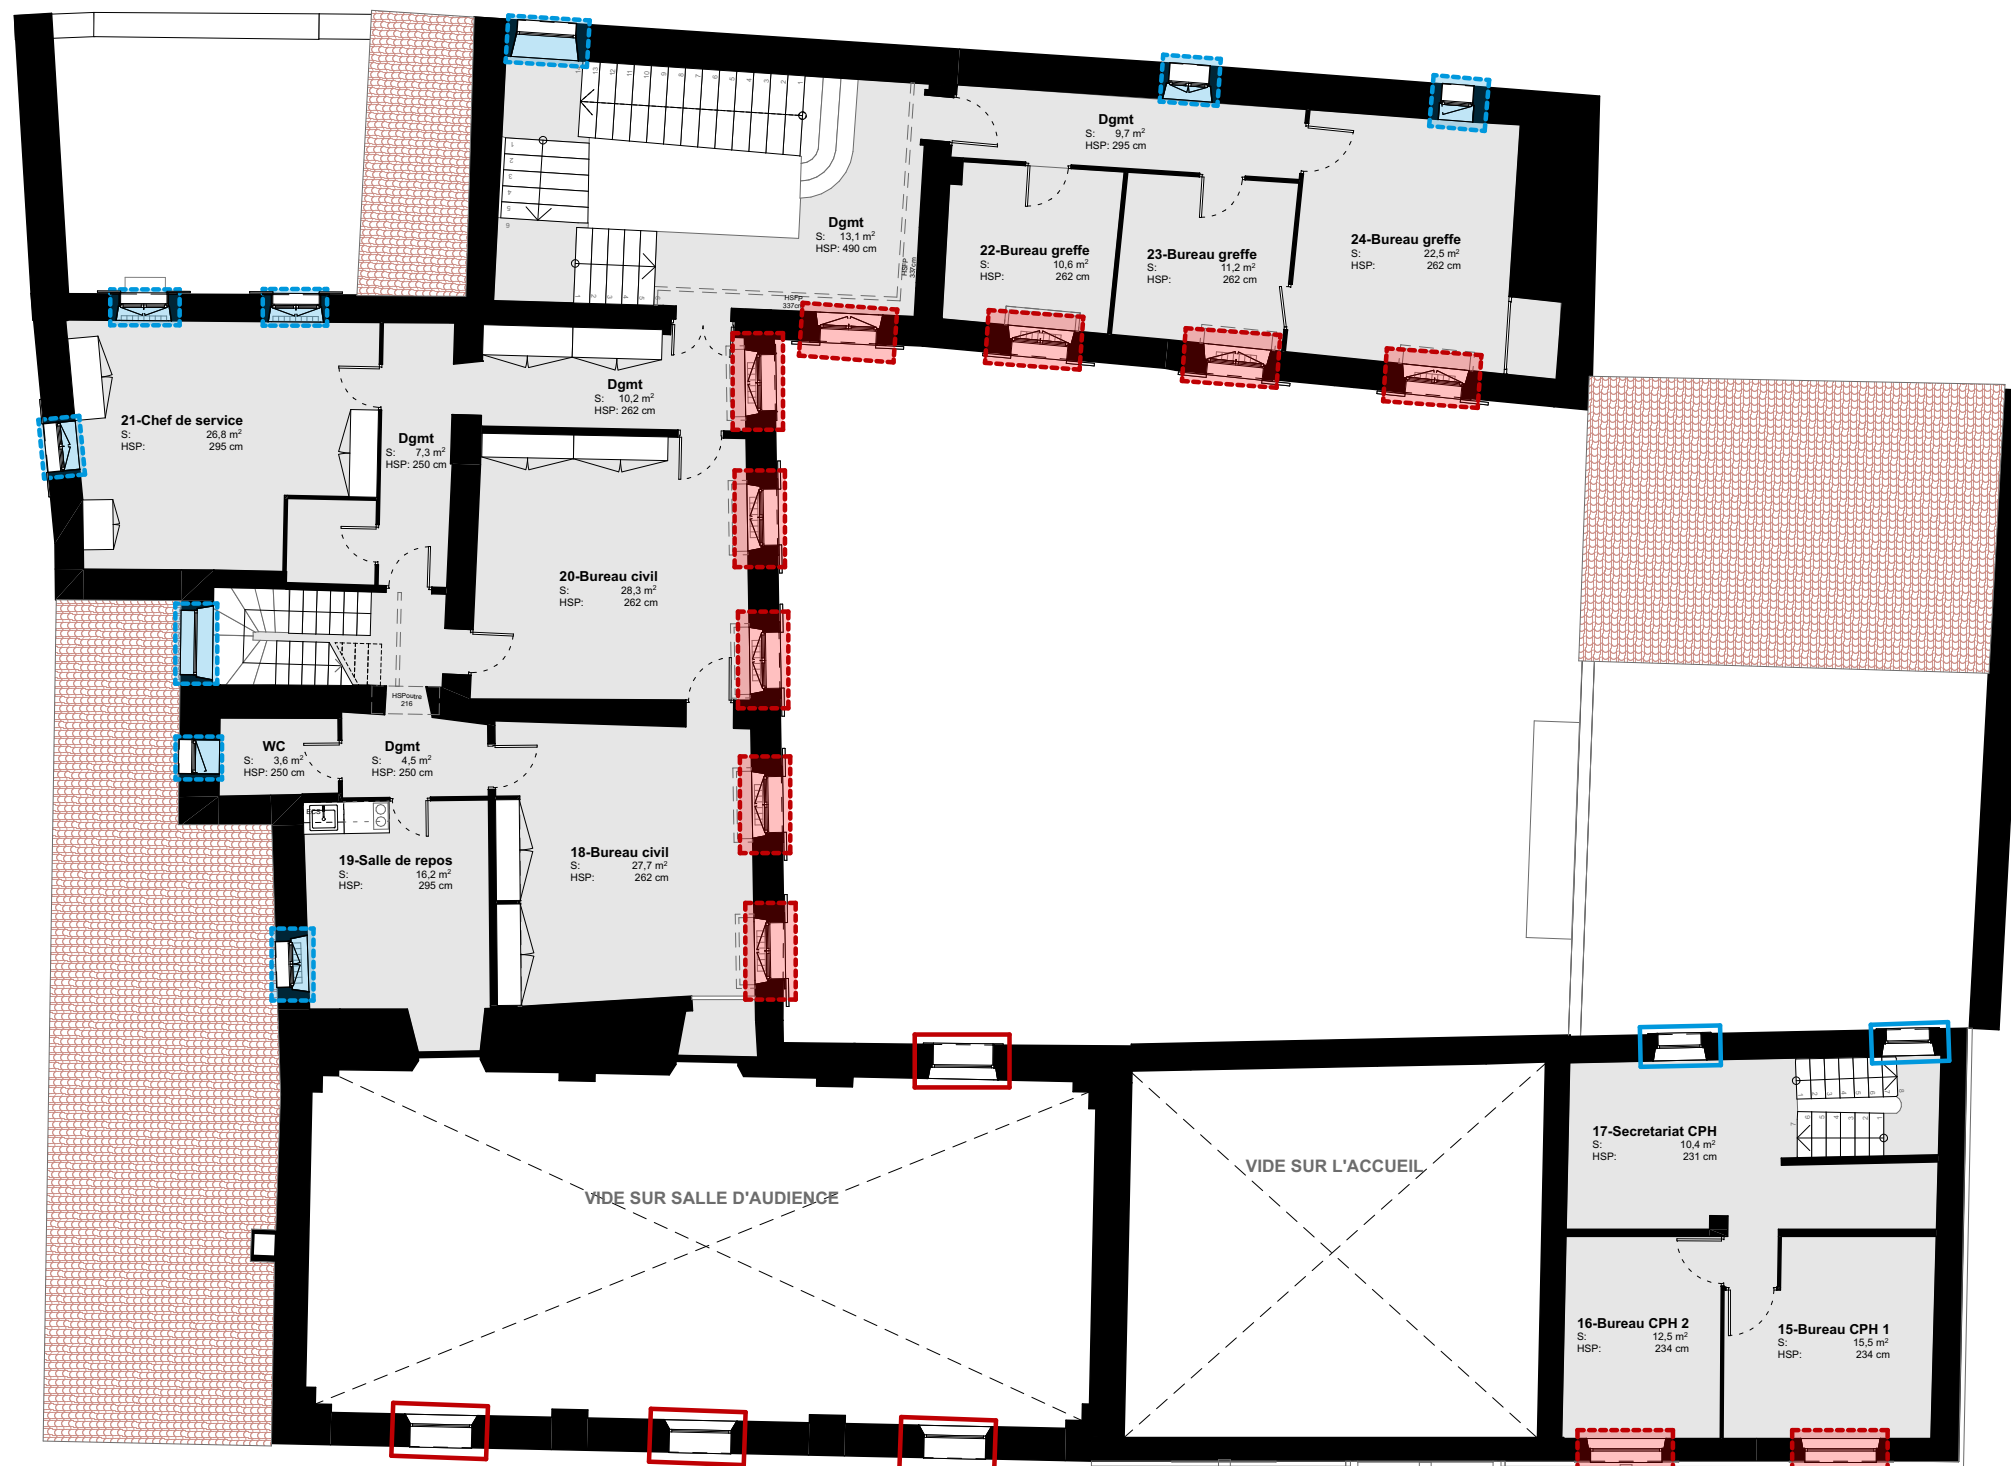 Dgmt
S: 9,7 m²
HSP: 295 cm
Dgmt
S: 13,1 m²
HSP: 490 cm
HSFP
337cm
HSFP
337cm
22-Bureau greffe
S: 10,6 m²
HSP: 262 cm
23-Bureau greffe
S: 11,2 m²
HSP: 262 cm
24-Bureau greffe
S: 22,5 m²
HSP: 262 cm
21-Chef de service
S: 26,8 m²
HSP: 295 cm
Dgmt
S: 7,3 m²
HSP: 250 cm
Dgmt
S: 10,2 m²
HSP: 262 cm
20-Bureau civil
S: 28,3 m²
HSP: 262 cm
HSPoutre
216
WC
S: 3,6 m²
HSP: 250 cm
Dgmt
S: 4,5 m²
HSP: 250 cm
ECS
19-Salle de repos
S: 16,2 m²
HSP: 295 cm
18-Bureau civil
S: 27,7 m²
HSP: 262 cm
VIDE SUR SALLE D'AUDIENCE
VIDE SUR L'ACCUEIL
17-Secretariat CPH
S: 10,4 m²
HSP: 231 cm
16-Bureau CPH 2
S: 12,5 m²
HSP: 234 cm
15-Bureau CPH 1
S: 15,5 m²
HSP: 234 cm